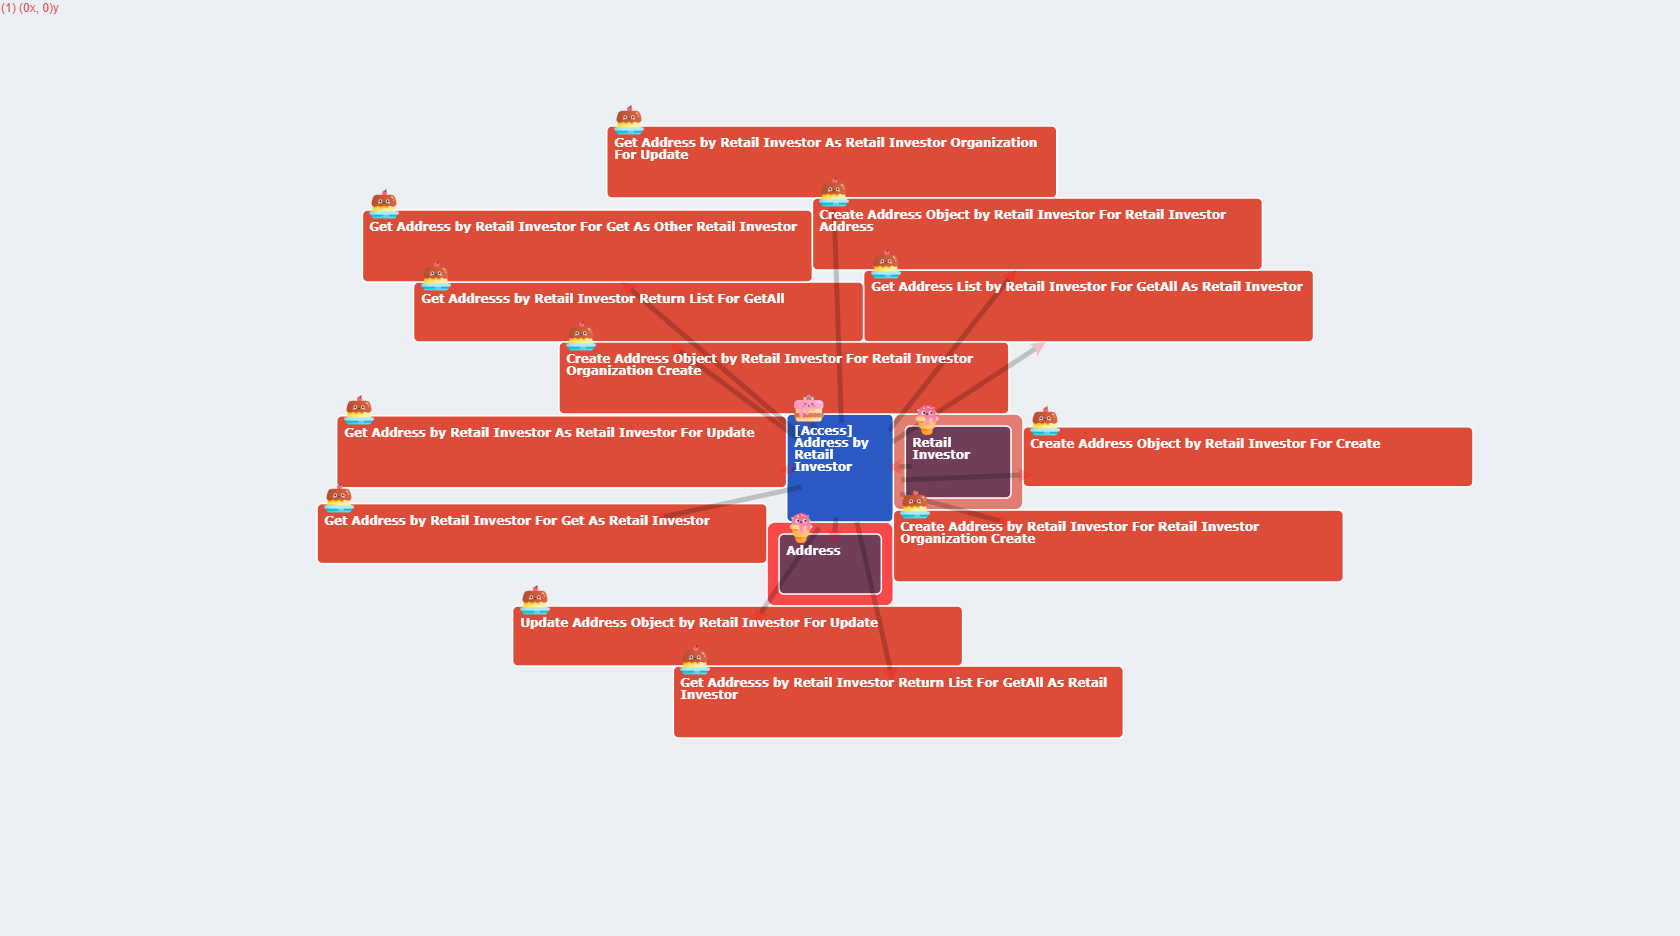 (1) (0x, 0)y
Get Address by Retail Investor As Retail Investor Organization
For Update
Create Address Object by Retail Investor For Retail Investor
Address
Get Address by Retail Investor For Get As Other Retail Investor
Get Address List by Retail Investor For GetAll As Retail Investor
Get Addresss by Retail Investor Return List For GetAll
Create Address Object by Retail Investor For Retail Investor
Organization Create
[Access]
Address by
Retail
Investor
Retail
Investor
Get Address by Retail Investor As Retail Investor For Update
Create Address Object by Retail Investor For Create
Get Address by Retail Investor For Get As Retail Investor
Create Address by Retail Investor For Retail Investor
Organization Create
Address
Update Address Object by Retail Investor For Update
Get Addresss by Retail Investor Return List For GetAll As Retail
Investor